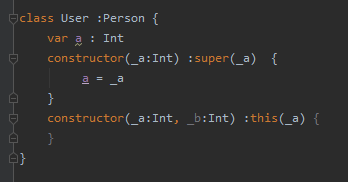 class User :Person {
var a : Int
constructor(_a:Int) :super(_a) {
a = _a
}
constructor(_a:Int, _b:Int) :this(_a) {
}
}